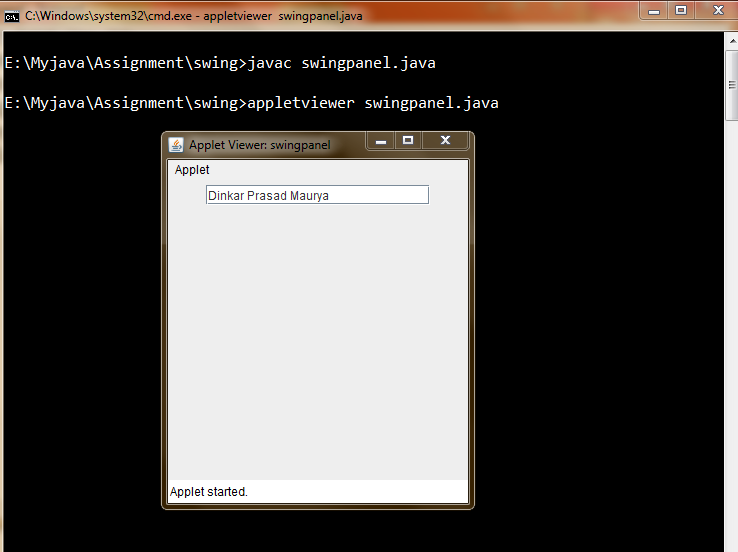 C:\Windows\system32\cmd.exe - appletviewer  swingpanel.java
E:\Myjava\Assignment\swing>javac swingpanel.java
E:\Myjava\Assignment\swing>appletviewer swingpanel.java
Applet Viewer: swingpanel
Applet
Dinkar Prasad Maurya
Applet started.